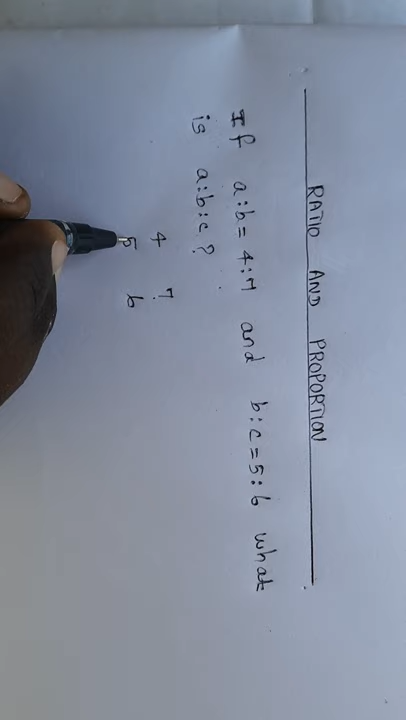 RATIO AND PROPORTION
If a:b = 4:7 and b:c = 5:6 what
is a:b:c ?
4 7
5 6